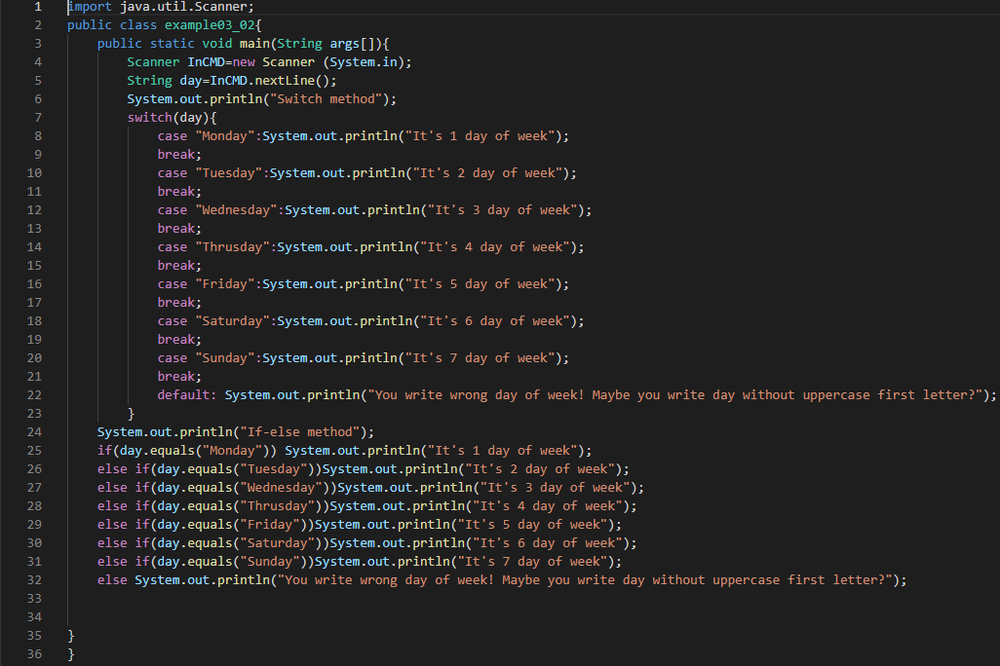 1 import java.util.Scanner;
2 public class example03_02{
3 public static void main(String args[]){
4 Scanner InCMD=new Scanner (System.in);
5 String day=InCMD.nextLine();
6 System.out.println("Switch method");
7 switch(day){
8 case "Monday":System.out.println("It's 1 day of week");
9 break;
10 case "Tuesday":System.out.println("It's 2 day of week");
11 break;
12 case "Wednesday":System.out.println("It's 3 day of week");
13 break;
14 case "Thrusday":System.out.println("It's 4 day of week");
15 break;
16 case "Friday":System.out.println("It's 5 day of week");
17 break;
18 case "Saturday":System.out.println("It's 6 day of week");
19 break;
20 case "Sunday":System.out.println("It's 7 day of week");
21 break;
22 default: System.out.println("You write wrong day of week! Maybe you write day without uppercase first letter?");
23 }
24 System.out.println("If-else method");
25 if(day.equals("Monday")) System.out.println("It's 1 day of week");
26 else if(day.equals("Tuesday"))System.out.println("It's 2 day of week");
27 else if(day.equals("Wednesday"))System.out.println("It's 3 day of week");
28 else if(day.equals("Thrusday"))System.out.println("It's 4 day of week");
29 else if(day.equals("Friday"))System.out.println("It's 5 day of week");
30 else if(day.equals("Saturday"))System.out.println("It's 6 day of week");
31 else if(day.equals("Sunday"))System.out.println("It's 7 day of week");
32 else System.out.println("You write wrong day of week! Maybe you write day without uppercase first letter?");
33
34
35 }
36 }